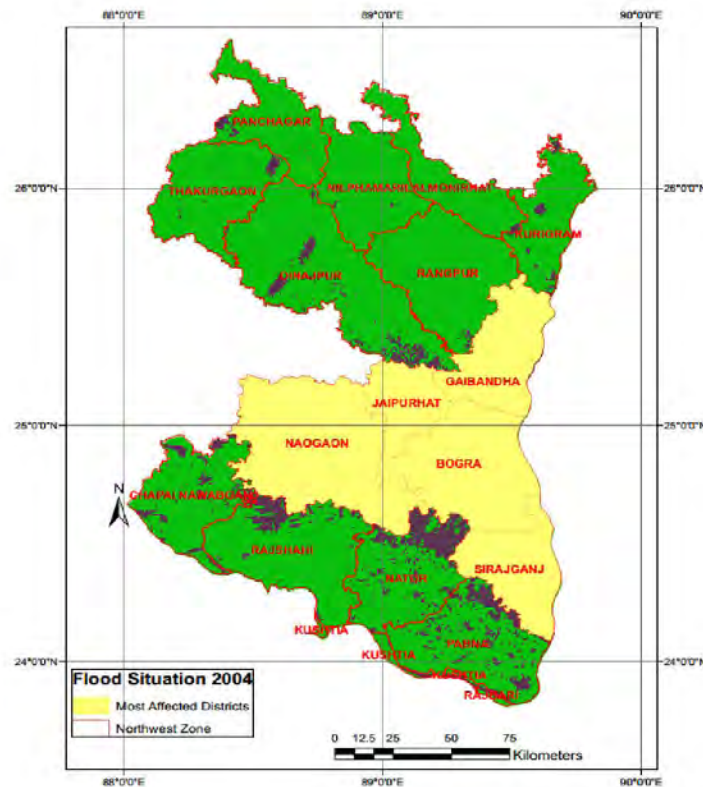 88°0'0"E 89°0'0"E 90°0'0"E
PANCHAGAR
THAKURGAON
NILPHAMARI LALMONIRHAT
26°0'0"N 26°0'0"N
KURIGRAM
DINAJPUR
RANGPUR
GAIBANDHA
JAIPURHAT
25°0'0"N 25°0'0"N
NAOGAON
BOGRA
N
CHAPAI NAWABGANJ
RAJSHAHI
SIRAJGANJ
NATOR
KUSHTIA
PABNA
KUSHTIA
24°0'0"N 24°0'0"N
KUSHTIA
RAJBARI
Flood Situation 2004
Most Affected Districts
Northwest Zone
0 12.5 25 50 75
Kilometers
88°0'0"E 89°0'0"E 90°0'0"E